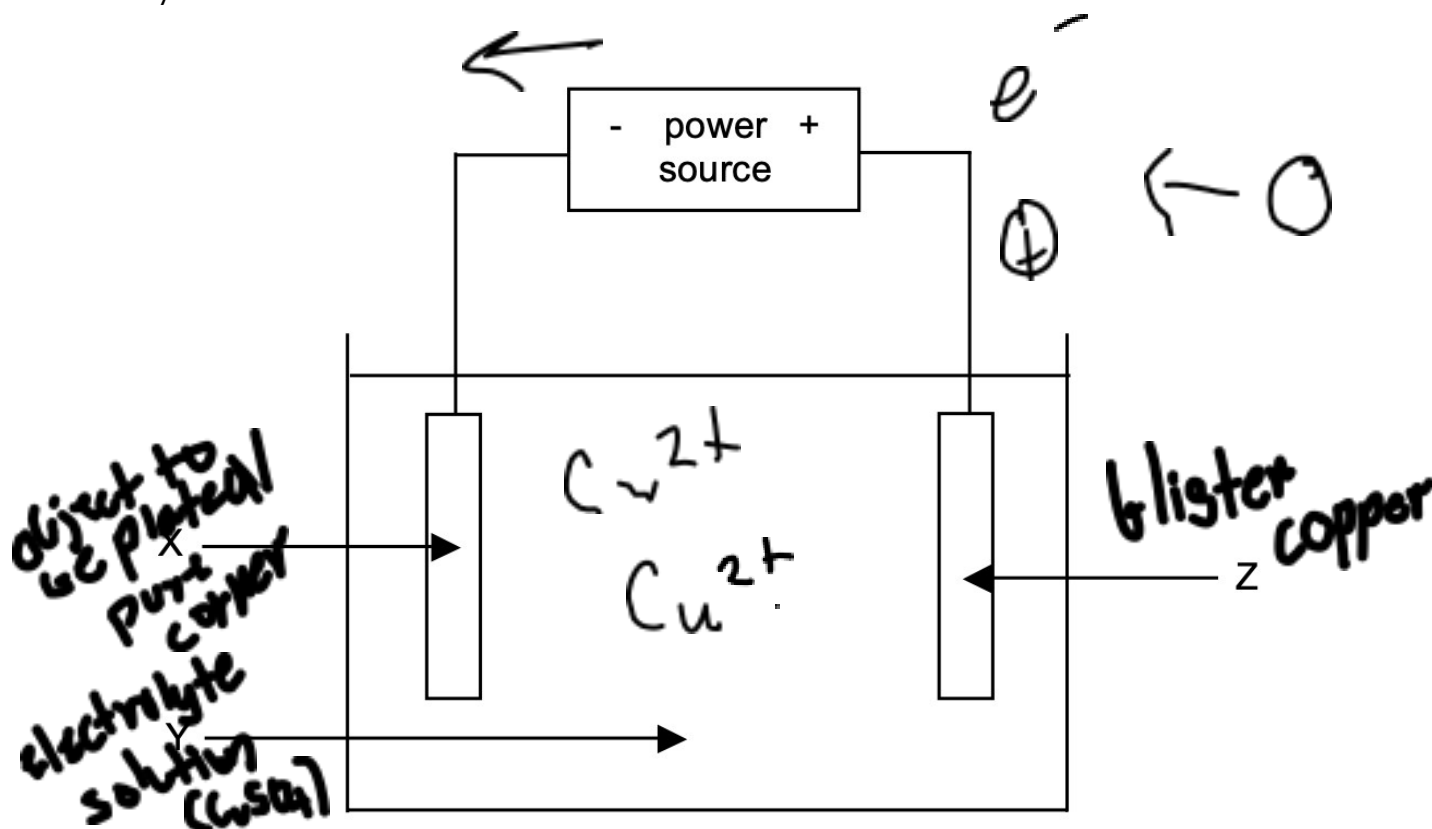 e⁻
- power +
source
+
O
Cu²⁺
object to
be plated/
X
pure
copper
Cu²⁺
blister
copper
Z
electrolyte
Y
solution
(CuSO₄)